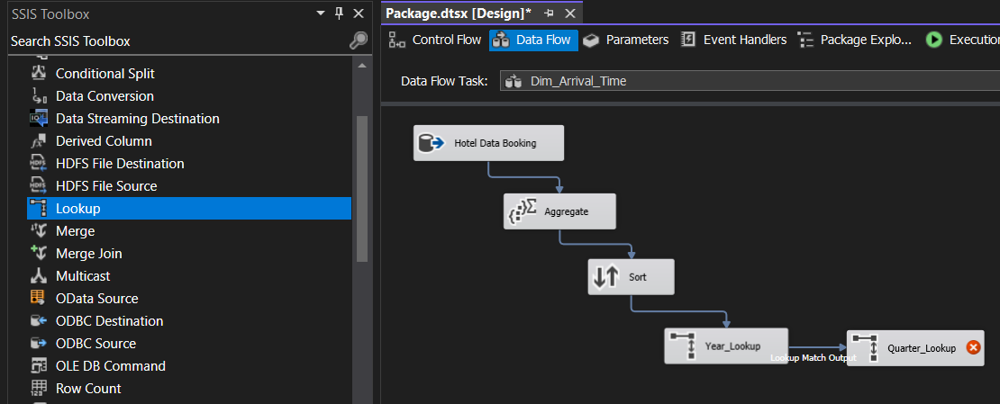 SSIS Toolbox
Search SSIS Toolbox
Conditional Split
Data Conversion
Data Streaming Destination
Derived Column
HDFS File Destination
HDFS File Source
Lookup
Merge
Merge Join
Multicast
OData Source
ODBC Destination
ODBC Source
OLE DB Command
Row Count
Package.dtsx [Design]*
Control Flow Data Flow Parameters Event Handlers Package Explo... Execution
Data Flow Task: Dim_Arrival_Time
Hotel Data Booking
Aggregate
Sort
Year_Lookup
Lookup Match Output
Quarter_Lookup